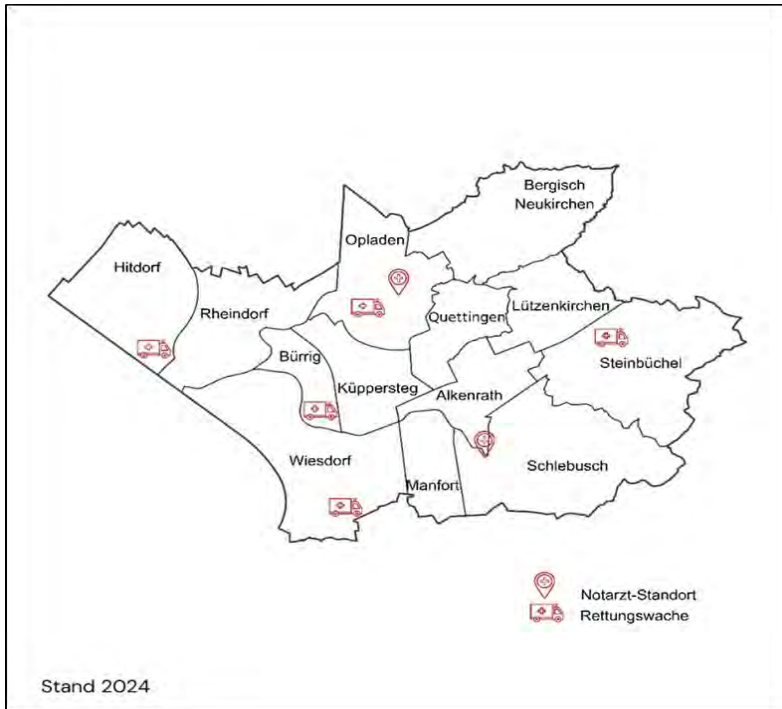 Bergisch
Neukirchen
Opladen
Hitdorf
Rheindorf
Quettingen
Lützenkirchen
Bürrig
Küppersteg
Steinbüchel
Alkenrath
Wiesdorf
Schlebusch
Manfort
Notarzt-Standort
Rettungswache
Stand 2024